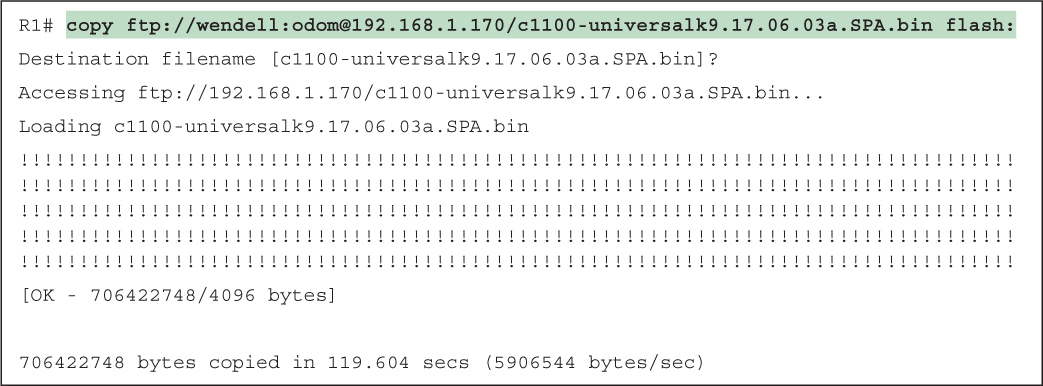 R1# copy ftp://wendell:odom@192.168.1.170/c1100-universalk9.17.06.03a.SPA.bin flash:
Destination filename [c1100-universalk9.17.06.03a.SPA.bin]?
Accessing ftp://192.168.1.170/c1100-universalk9.17.06.03a.SPA.bin...
Loading c1100-universalk9.17.06.03a.SPA.bin
!!!!!!!!!!!!!!!!!!!!!!!!!!!!!!!!!!!!!!!!!!!!!!!!!!!!!!!!!!!!!!!!!!!!!!!!!!!!!!!!!!!!
!!!!!!!!!!!!!!!!!!!!!!!!!!!!!!!!!!!!!!!!!!!!!!!!!!!!!!!!!!!!!!!!!!!!!!!!!!!!!!!!!!!!
!!!!!!!!!!!!!!!!!!!!!!!!!!!!!!!!!!!!!!!!!!!!!!!!!!!!!!!!!!!!!!!!!!!!!!!!!!!!!!!!!!!!
!!!!!!!!!!!!!!!!!!!!!!!!!!!!!!!!!!!!!!!!!!!!!!!!!!!!!!!!!!!!!!!!!!!!!!!!!!!!!!!!!!!!
!!!!!!!!!!!!!!!!!!!!!!!!!!!!!!!!!!!!!!!!!!!!!!!!!!!!!!!!!!!!!!!!!!!!!!!!!!!!!!!!!!!!
[OK - 706422748/4096 bytes]
706422748 bytes copied in 119.604 secs (5906544 bytes/sec)